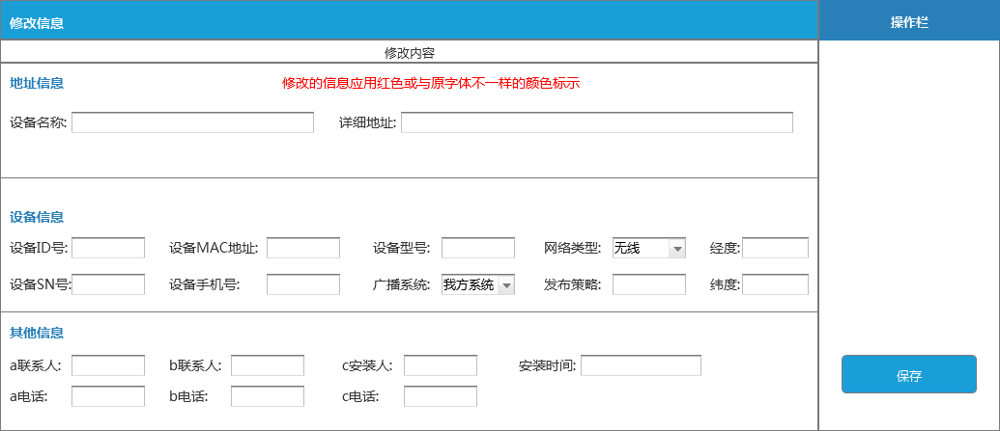 修改信息 操作栏
修改内容
地址信息 修改的信息应用红色或与原字体不一样的颜色标示
设备名称: 详细地址:
设备信息
设备ID号: 设备MAC地址: 设备型号: 网络类型: 无线 经度:
设备SN号: 设备手机号: 广播系统: 我方系统 发布策略: 纬度:
其他信息
a联系人: b联系人: c安装人: 安装时间:
保存
a电话: b电话: c电话: